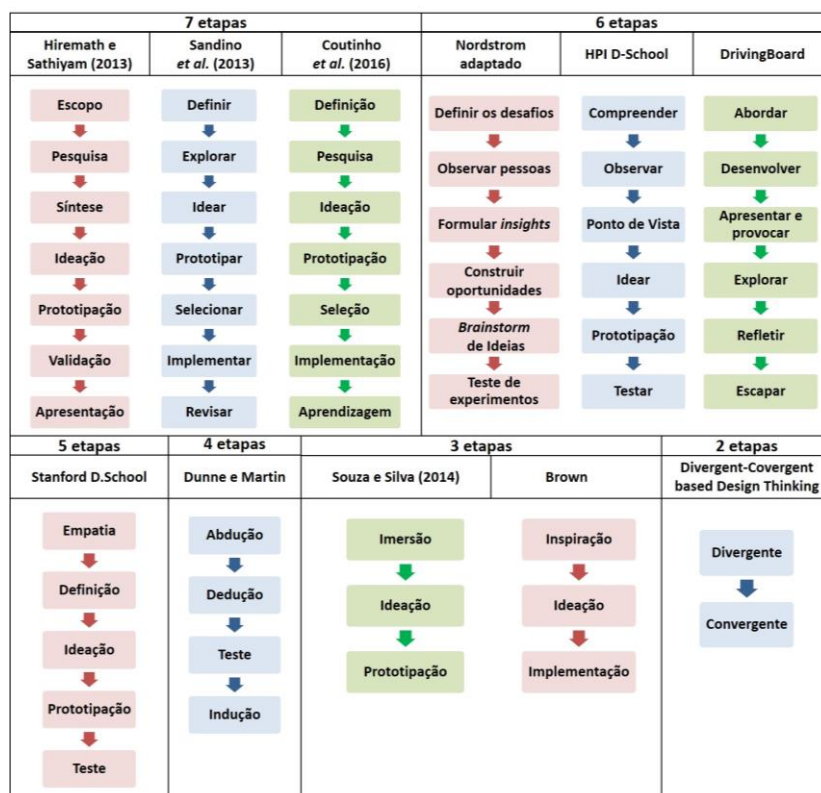 7 etapas
6 etapas
Hiremath e
Sathiyam (2013)
Sandino
et al. (2013)
Coutinho
et al. (2016)
Nordstrom
adaptado
HPI D-School
DrivingBoard
Escopo
Pesquisa
Síntese
Ideação
Prototipação
Validação
Apresentação
Definir
Explorar
Idear
Prototipar
Selecionar
Implementar
Revisar
Definição
Pesquisa
Ideação
Prototipação
Seleção
Implementação
Aprendizagem
Definir os desafios
Observar pessoas
Formular insights
Construir
oportunidades
Brainstorm
de Ideias
Teste de
experimentos
Compreender
Observar
Ponto de Vista
Idear
Prototipação
Testar
Abordar
Desenvolver
Apresentar e
provocar
Explorar
Refletir
Escapar
5 etapas
4 etapas
3 etapas
2 etapas
Stanford D.School
Dunne e Martin
Souza e Silva (2014)
Brown
Divergent-Covergent
based Design Thinking
Empatia
Definição
Ideação
Prototipação
Teste
Abdução
Dedução
Teste
Indução
Imersão
Ideação
Prototipação
Inspiração
Ideação
Implementação
Divergente
Convergente